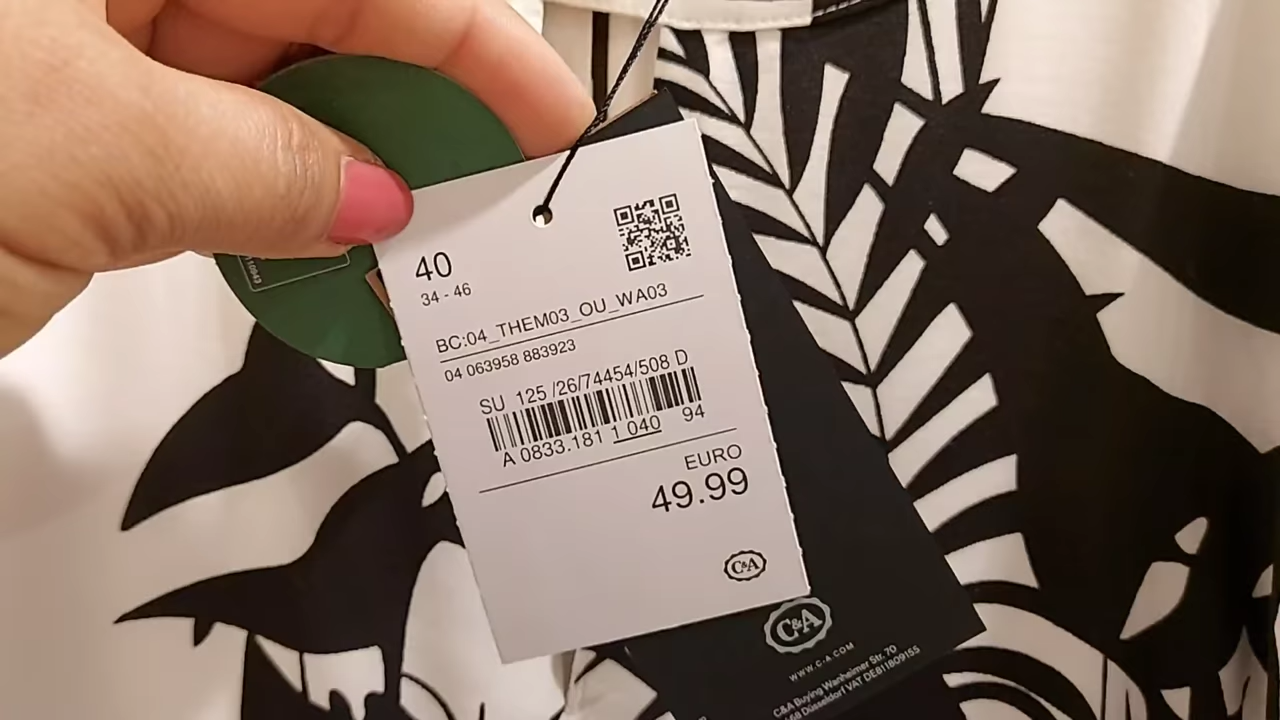 40
34 - 46
BC:04_THEM03_OU_WA03
04 063958 883923
SU 125 /26/74454/508 D
A 0833.181 1 040 94
EURO
49.99
C&A
C&A
WWW.C-A.COM
C&A Buying Wanheimer Str. 70
Düsseldorf VAT DE811809155